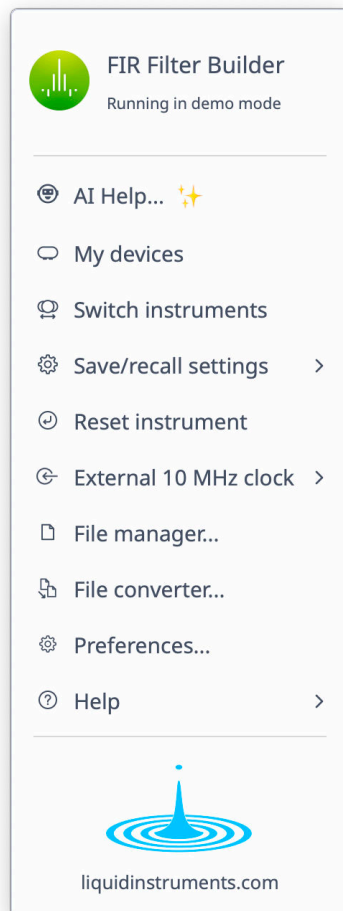 FIR Filter Builder
Running in demo mode
AI Help... ✨
My devices
Switch instruments
Save/recall settings
Reset instrument
External 10 MHz clock
File manager...
File converter...
Preferences...
Help
liquidinstruments.com